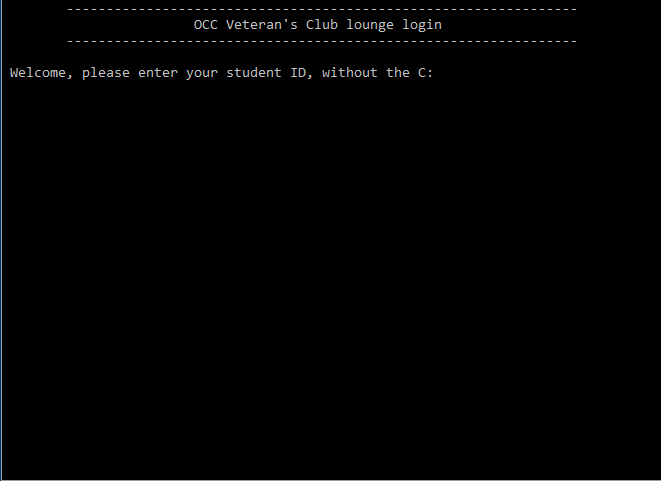 ----------------------------------------------------------------
OCC Veteran's Club lounge login
----------------------------------------------------------------
Welcome, please enter your student ID, without the C: